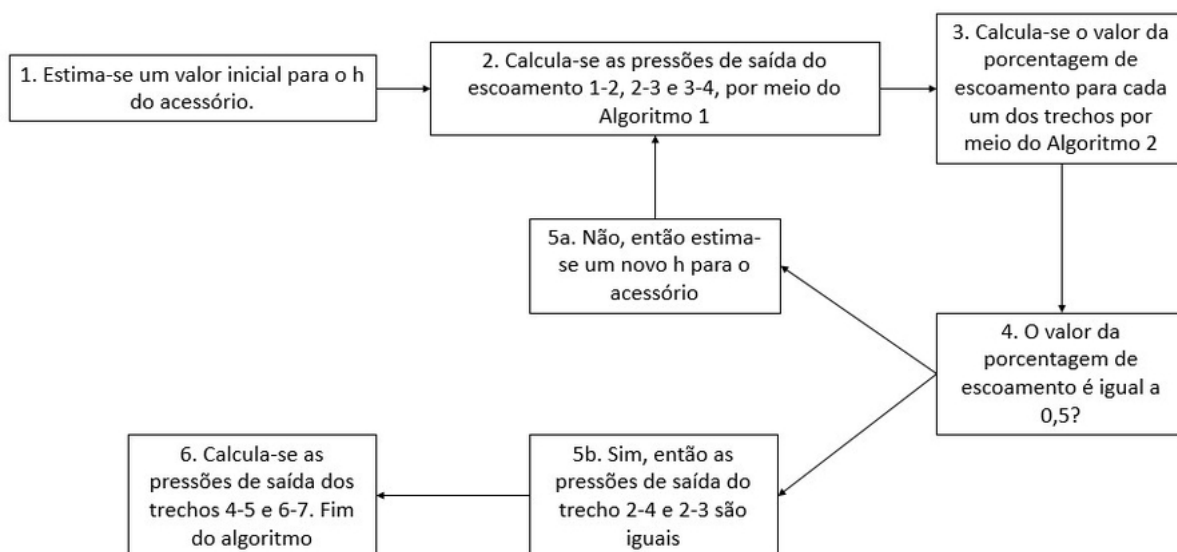 1. Estima-se um valor inicial para o h
do acessório.
2. Calcula-se as pressões de saída do
escoamento 1-2, 2-3 e 3-4, por meio do
Algoritmo 1
3. Calcula-se o valor da
porcentagem de
escoamento para cada
um dos trechos por
meio do Algoritmo 2
4. O valor da
porcentagem de
escoamento é igual a
0,5?
5a. Não, então estima-
se um novo h para o
acessório
5b. Sim, então as
pressões de saída do
trecho 2-4 e 2-3 são
iguais
6. Calcula-se as
pressões de saída dos
trechos 4-5 e 6-7. Fim
do algoritmo